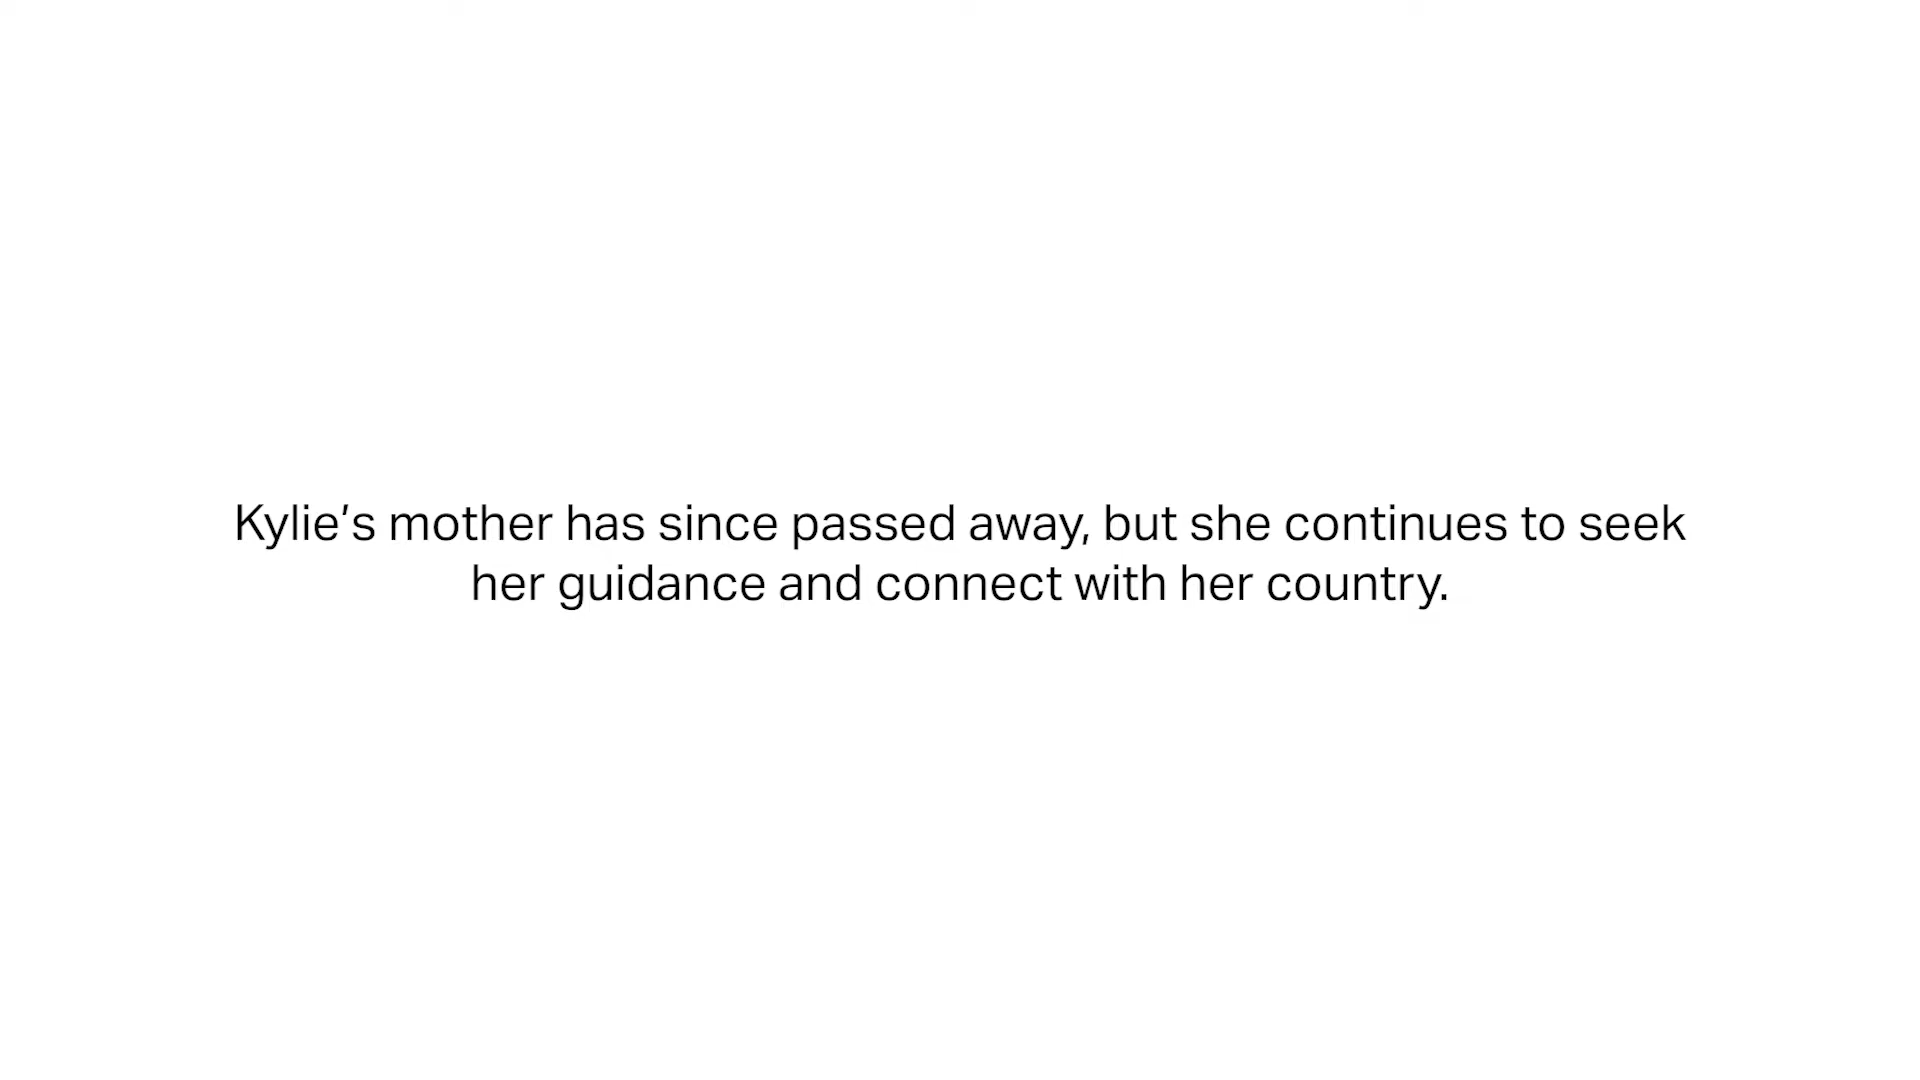 Kylie's mother has since passed away, but she continues to seek
her guidance and connect with her country.